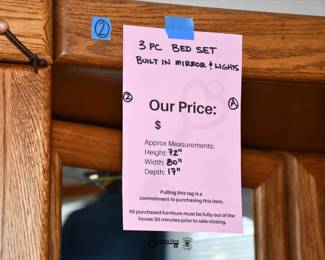 ②
3 PC BED SET
BUILT IN MIRROR & LIGHTS
② Ⓐ
Our Price:
$
Approx Measurements:
Height: 72"
Width: 80"
Depth: 17"
Pulling this tag is a
commitment to purchasing this item.
All purchased furniture must be fully out of the
house 30 minutes prior to sale closing.